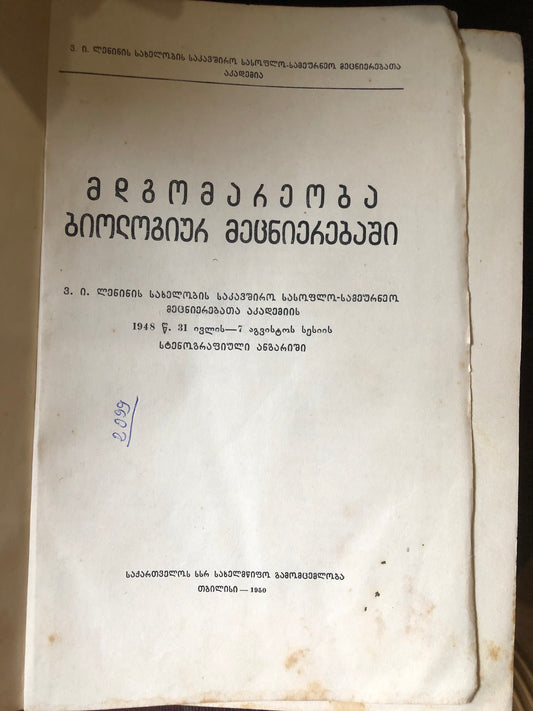 ვ. ი. ლენინის სახელობის საკავშირო სასოფლო-სამეურნეო მეცნიერებათა
აკადემია
მდგომარეობა
ბიოლოგიურ მეცნიერებაში
ვ. ი. ლენინის სახელობის საკავშირო სასოფლო-სამეურნეო
მეცნიერებათა აკადემიის
1948 წ. 31 ივლის—7 აგვისტოს სესიის
სტენოგრაფიული ანგარიში
2099
საქართველოს სსრ სახელმწიფო გამომცემლობა
თბილისი — 1950